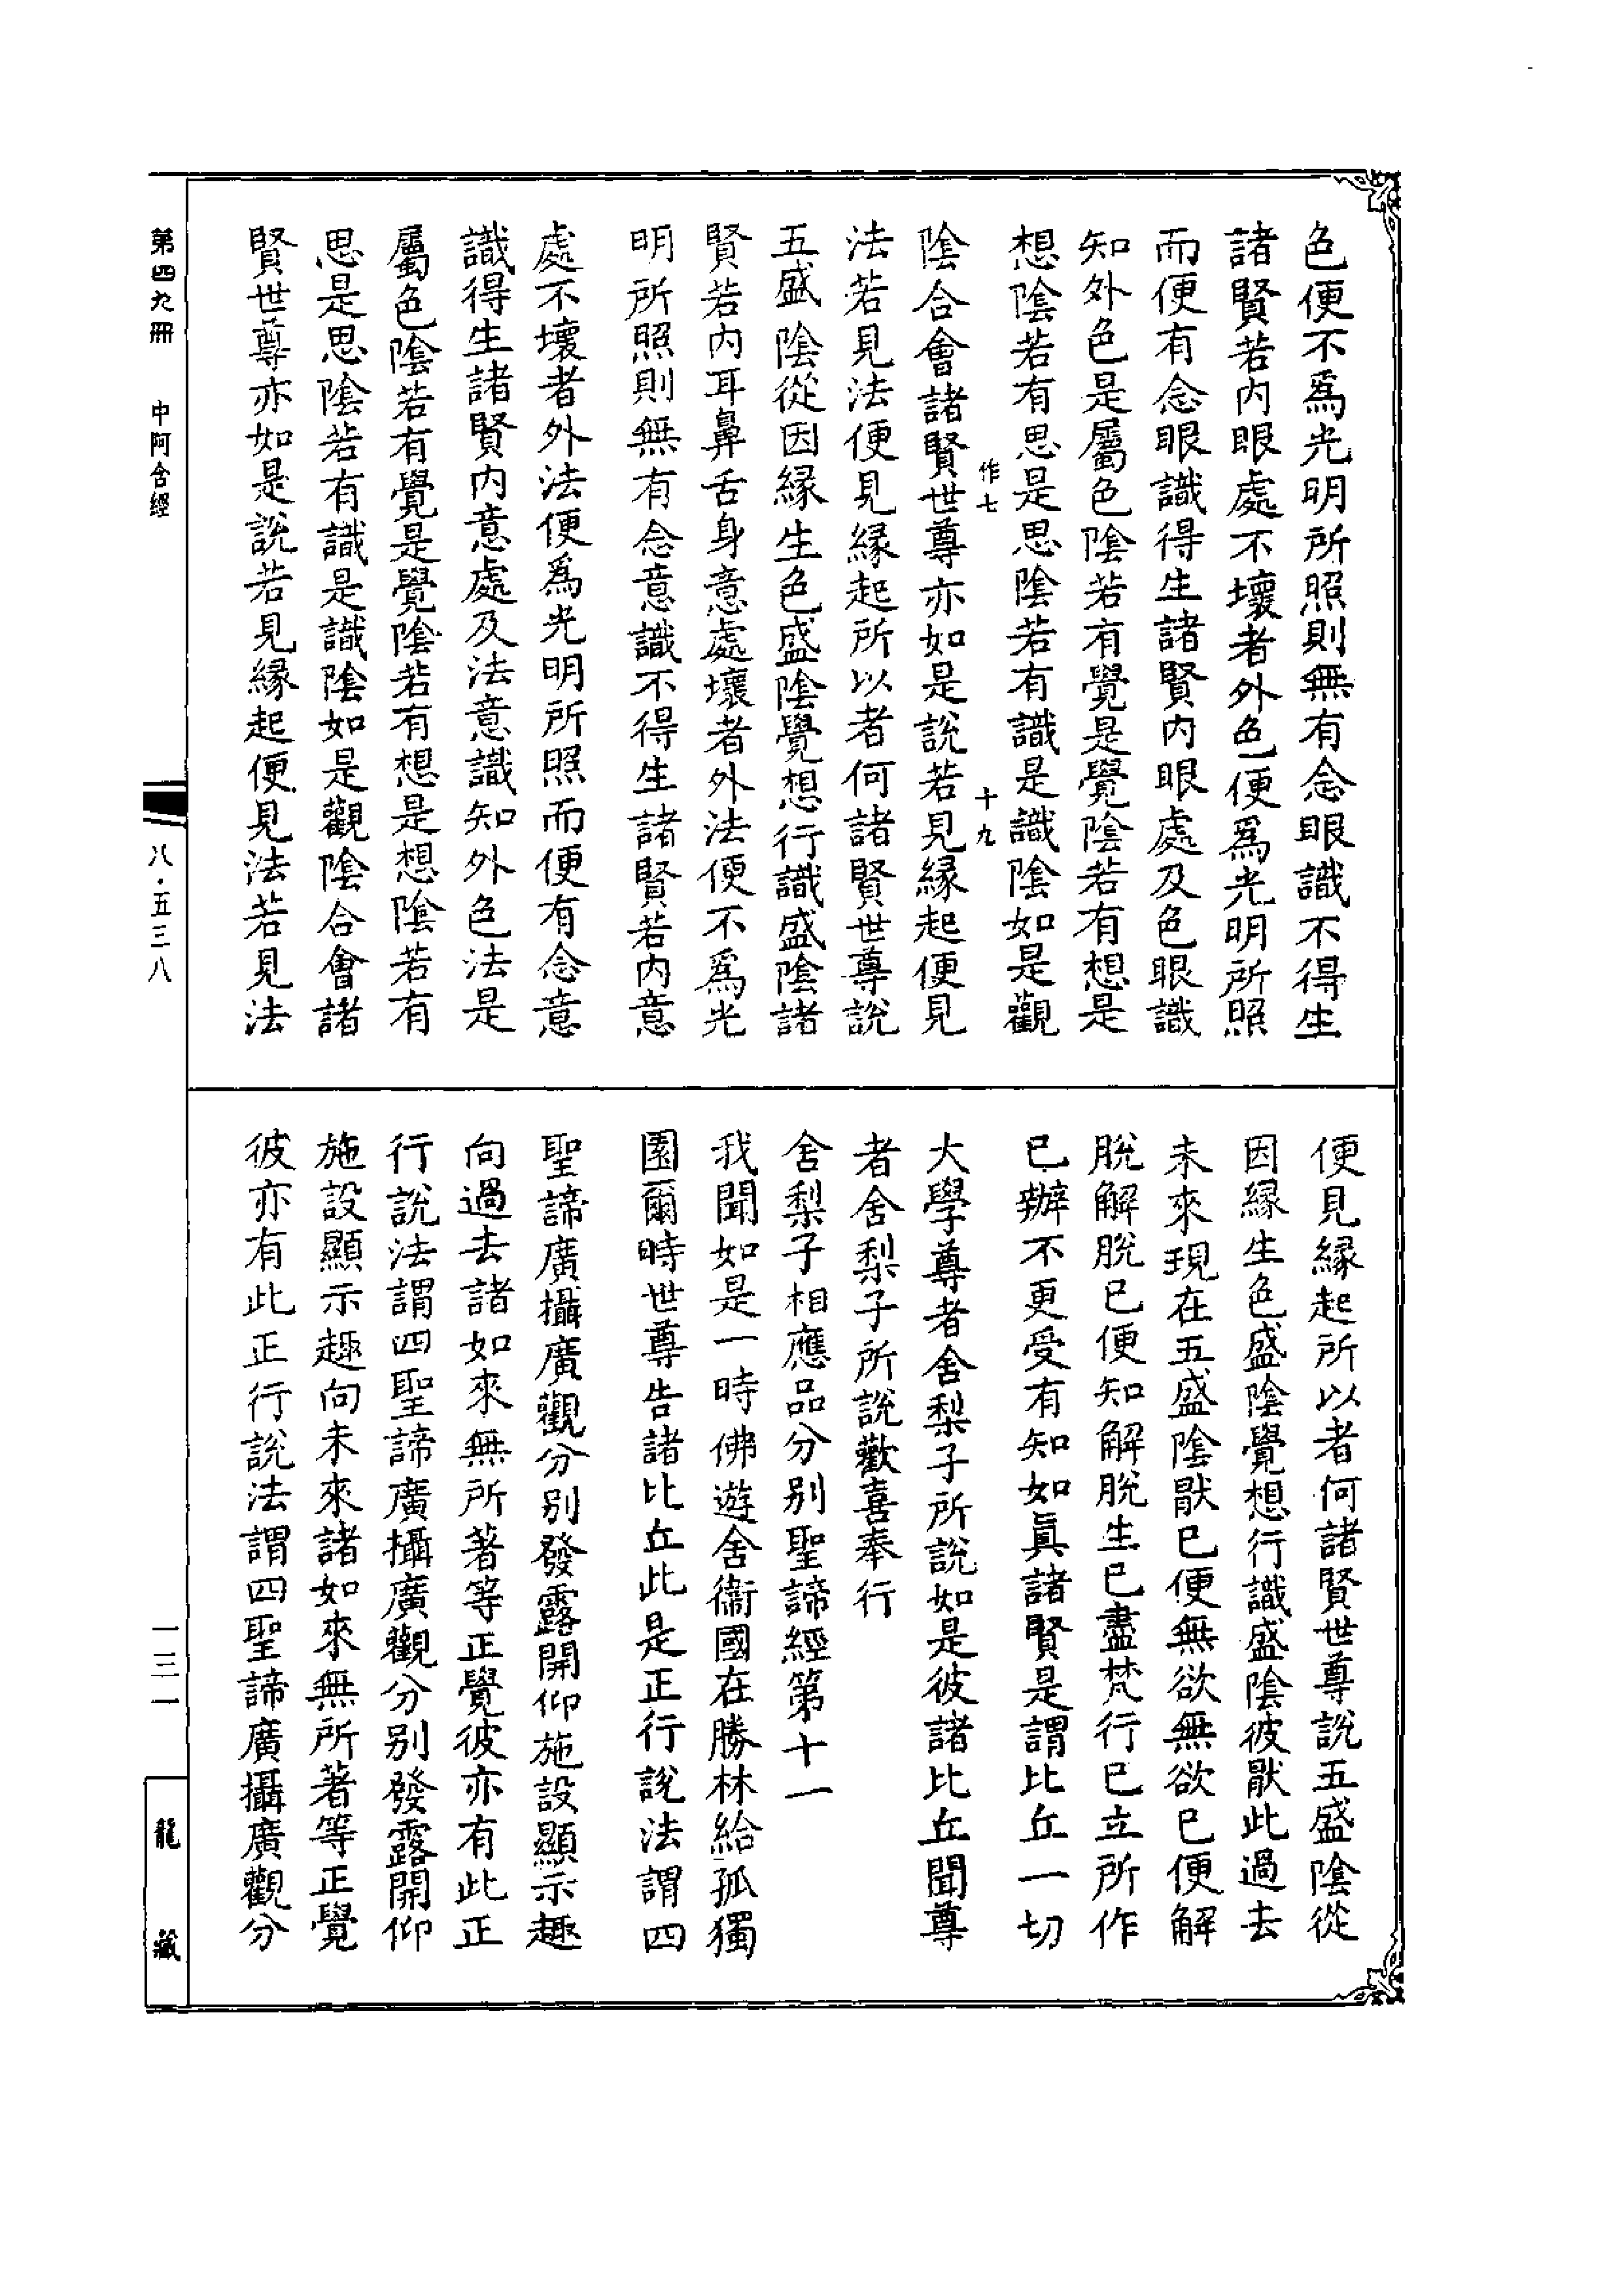 色便不爲光明所照則無有念眼識不得生
諸賢若内眼處不壞者外色便爲光明所照
而便有念眼識得生諸賢内眼處及色眼識
知外色是屬色陰若有覺是覺陰若有想是
想陰若有思是思陰若有識是識陰如是觀
作七 十九
陰合會諸賢世尊亦如是說若見縁起便見
法若見法便見縁起所以者何諸賢世尊說
五盛陰從因縁生色盛陰覺想行識盛陰諸
賢若内耳鼻舌身意處壞者外法便不爲光
明所照則無有念意識不得生諸賢若内意
處不壞者外法便爲光明所照而便有念意
識得生諸賢内意處及法意識知外色法是
屬色陰若有覺是覺陰若有想是想陰若有
思是思陰若有識是識陰如是觀陰合會諸
賢世尊亦如是說若見縁起便見法若見法
便見縁起所以者何諸賢世尊說五盛陰從
因縁生色盛陰覺想行識盛陰彼猒此過去
未來現在五盛陰猒已便無欲無欲已便解
脫解脫已便知解脫生已盡梵行已立所作
已辦不更受有知如眞諸賢是謂比丘一切
大學尊者舍梨子所說如是彼諸比丘聞尊
者舍梨子所說歡喜奉行
舍梨子相應品分别聖諦經第十一
我聞如是一時佛遊舍衞國在勝林給孤獨
園爾時世尊告諸比丘此是正行說法謂四
聖諦廣攝廣觀分别發露開仰施設顯示趣
向過去諸如來無所著等正覺彼亦有此正
行說法謂四聖諦廣攝廣觀分别發露開仰
施設顯示趣向未來諸如來無所著等正覺
彼亦有此正行說法謂四聖諦廣攝廣觀分
第四九冊 中阿含經
八·五三八
一三一
龍藏